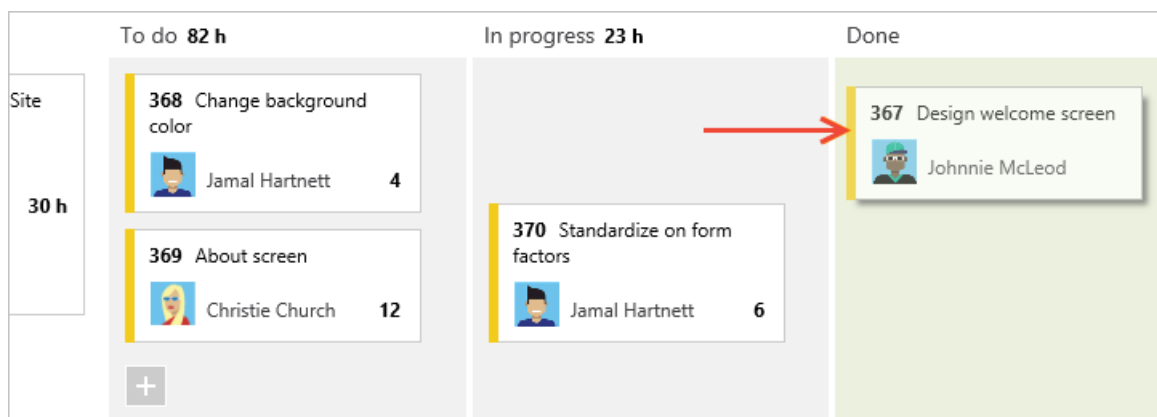 To do 82 h
In progress 23 h
Done
Site
30 h
368 Change background
color
Jamal Hartnett 4
369 About screen
Christie Church 12
370 Standardize on form
factors
Jamal Hartnett 6
367 Design welcome screen
Johnnie McLeod